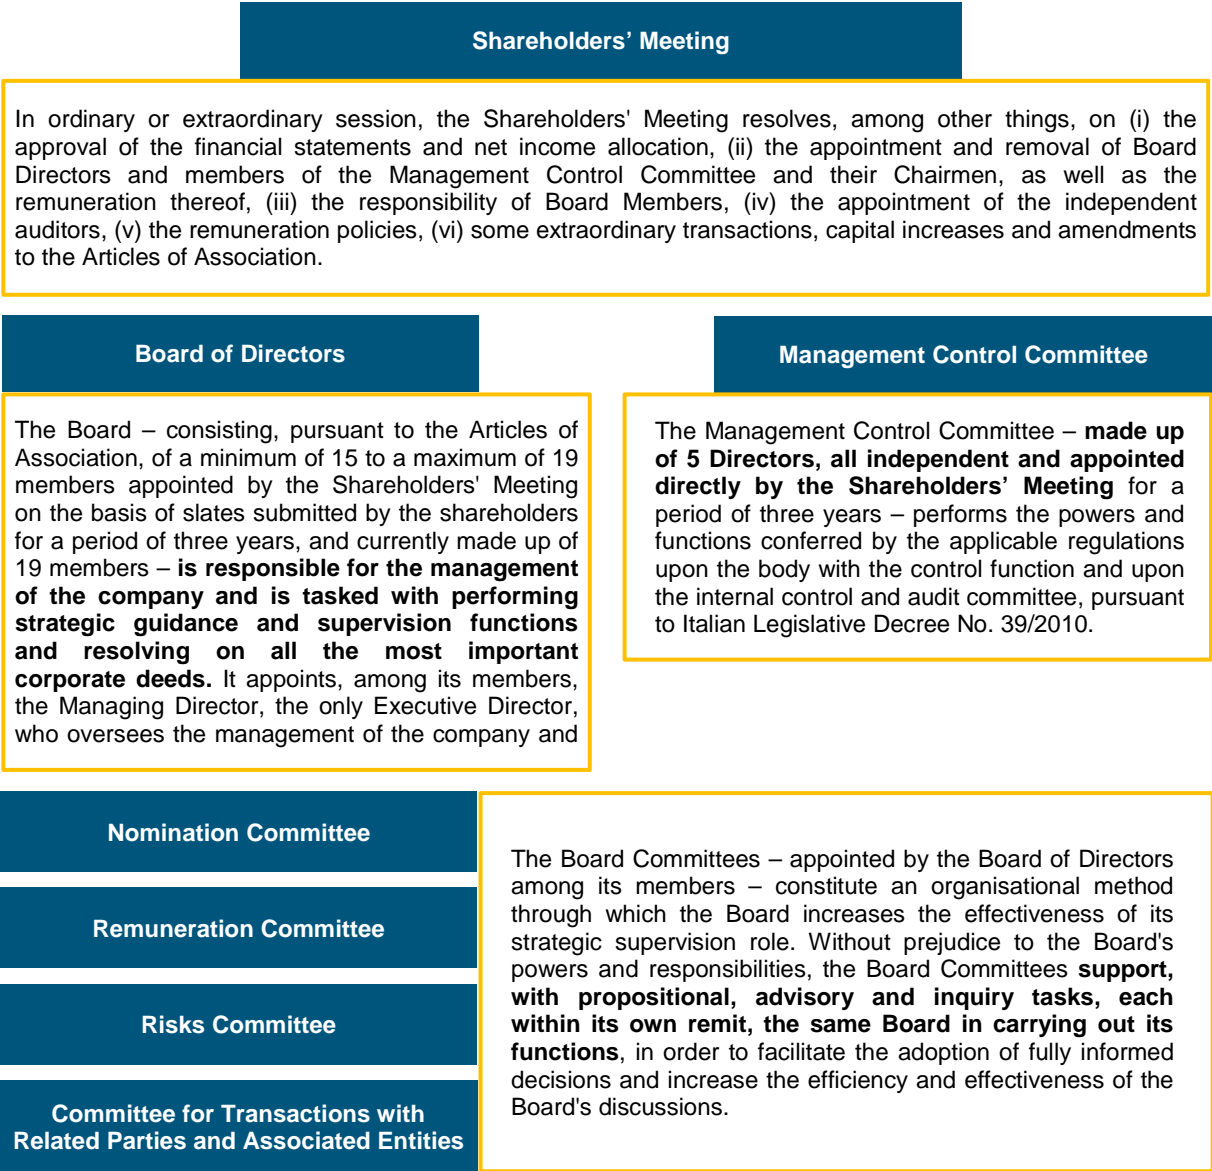 Shareholders’ Meeting
In ordinary or extraordinary session, the Shareholders' Meeting resolves, among other things, on (i) the
approval of the financial statements and net income allocation, (ii) the appointment and removal of Board
Directors and members of the Management Control Committee and their Chairmen, as well as the
remuneration thereof, (iii) the responsibility of Board Members, (iv) the appointment of the independent
auditors, (v) the remuneration policies, (vi) some extraordinary transactions, capital increases and amendments
to the Articles of Association.
Board of Directors
The Board – consisting, pursuant to the Articles of
Association, of a minimum of 15 to a maximum of 19
members appointed by the Shareholders' Meeting
on the basis of slates submitted by the shareholders
for a period of three years, and currently made up of
19 members – is responsible for the management
of the company and is tasked with performing
strategic guidance and supervision functions
and resolving on all the most important
corporate deeds. It appoints, among its members,
the Managing Director, the only Executive Director,
who oversees the management of the company and
Management Control Committee
The Management Control Committee – made up
of 5 Directors, all independent and appointed
directly by the Shareholders’ Meeting for a
period of three years – performs the powers and
functions conferred by the applicable regulations
upon the body with the control function and upon
the internal control and audit committee, pursuant
to Italian Legislative Decree No. 39/2010.
Nomination Committee
Remuneration Committee
Risks Committee
Committee for Transactions with
Related Parties and Associated Entities
The Board Committees – appointed by the Board of Directors
among its members – constitute an organisational method
through which the Board increases the effectiveness of its
strategic supervision role. Without prejudice to the Board's
powers and responsibilities, the Board Committees support,
with propositional, advisory and inquiry tasks, each
within its own remit, the same Board in carrying out its
functions, in order to facilitate the adoption of fully informed
decisions and increase the efficiency and effectiveness of the
Board's discussions.